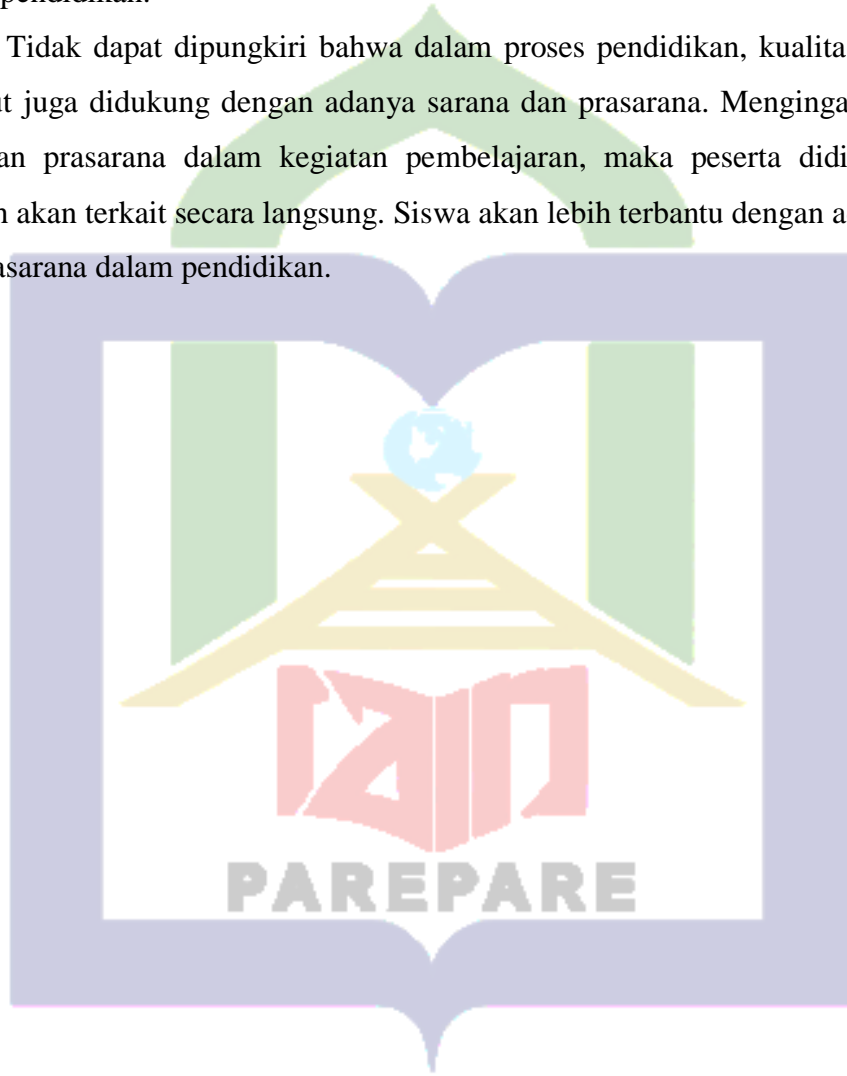 pendidikan.
Tidak dapat dipungkiri bahwa dalam proses pendidikan, kualita
ut juga didukung dengan adanya sarana dan prasarana. Menginga
an prasarana dalam kegiatan pembelajaran, maka peserta didi
akan terkait secara langsung. Siswa akan lebih terbantu dengan a
asarana dalam pendidikan.
iain
PAREPARE